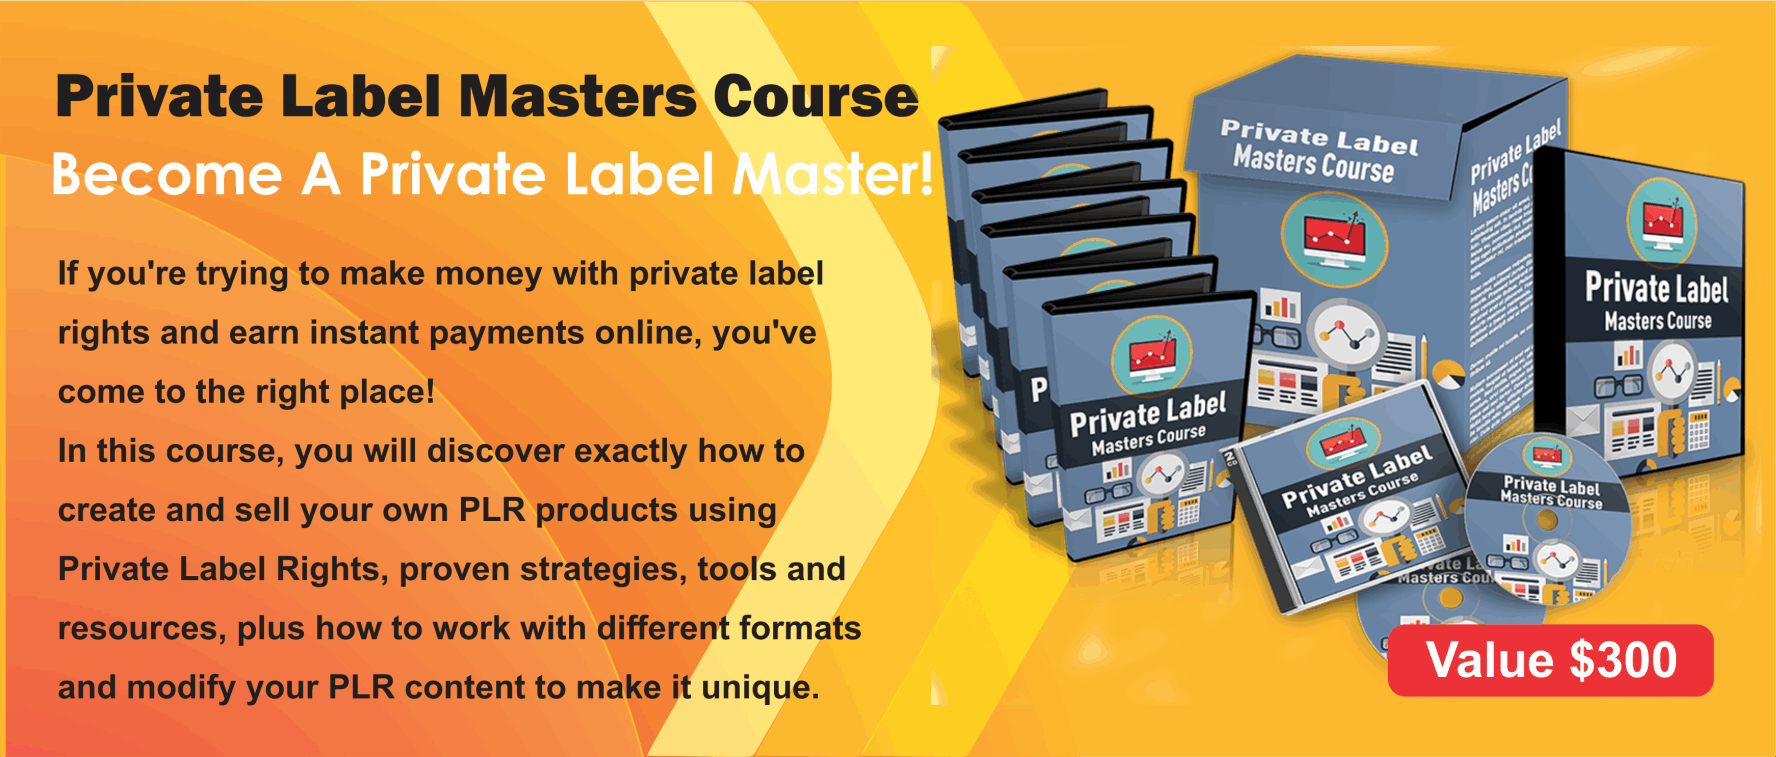 Private Label Masters Course
Become A Private Label Master!
If you're trying to make money with private label
rights and earn instant payments online, you've
come to the right place!
In this course, you will discover exactly how to
create and sell your own PLR products using
Private Label Rights, proven strategies, tools and
resources, plus how to work with different formats
and modify your PLR content to make it unique.
Private Label
Masters Course
Private Label
Masters
Private Label
Masters Course
P
Private Label
Masters Course
2
CD
Private Label
Masters Course
Private Label
Masters Course
Masters
Value $300